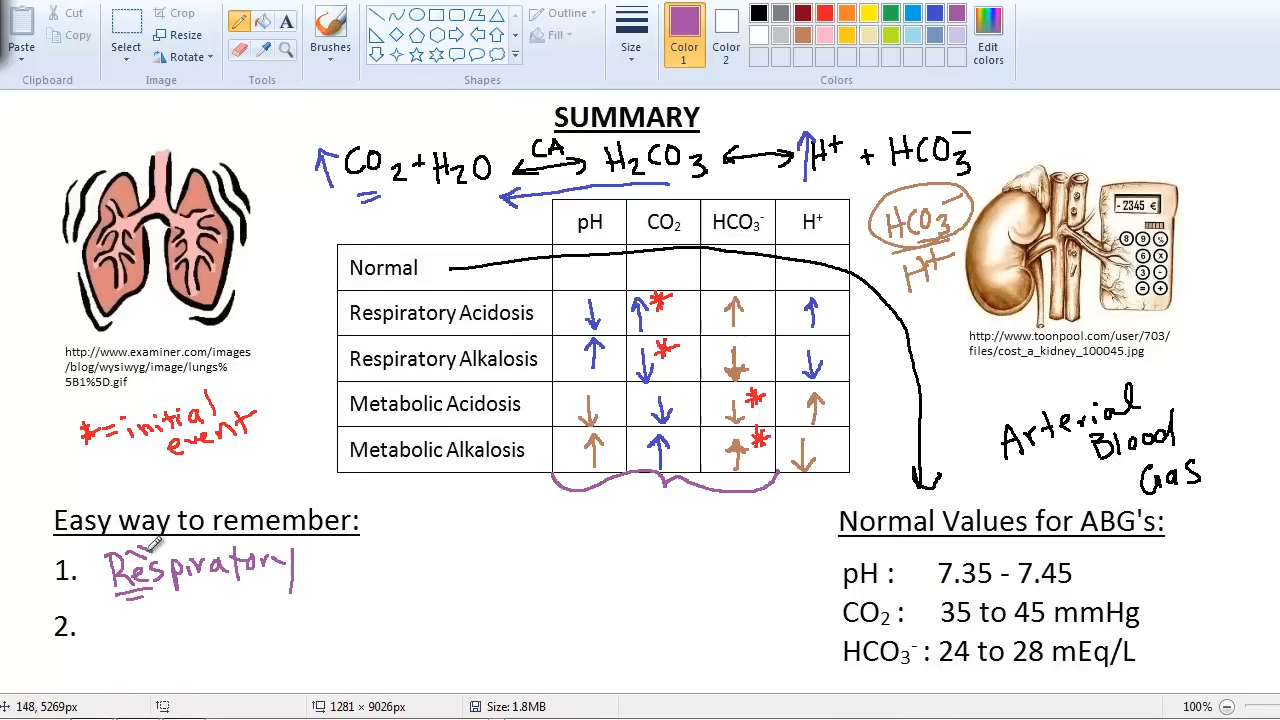 Cut
Copy
Paste
Clipboard
Select
Crop
Resize
Rotate
Image
A
Tools
Brushes
Outline
Fill
Shapes
Size
Color 1
Color 2
Colors
Edit colors
SUMMARY
CO2 + H2O CA H2CO3 H+ + HCO3-
HCO3-
H+
- 2345 €
8 9 %
6 X
3 -
= +
pH CO2 HCO3- H+
Normal
Respiratory Acidosis ↓ ↑* ↑ ↑
Respiratory Alkalosis ↑ ↓* ↓ ↓
Metabolic Acidosis ↓ ↓ ↓* ↑
Metabolic Alkalosis ↑ ↑ ↑* ↓
http://www.examiner.com/images
/blog/wysiwyg/image/lungs%
5B1%5D.gif
http://www.toonpool.com/user/703/
files/cost_a_kidney_100045.jpg
* = initial
event
Arterial
Blood
Gas
Easy way to remember:
1. Respiratory
2.
Normal Values for ABG's:
pH : 7.35 - 7.45
CO2 : 35 to 45 mmHg
HCO3- : 24 to 28 mEq/L
148, 5269px
1281 × 9026px
Size: 1.8MB
100%